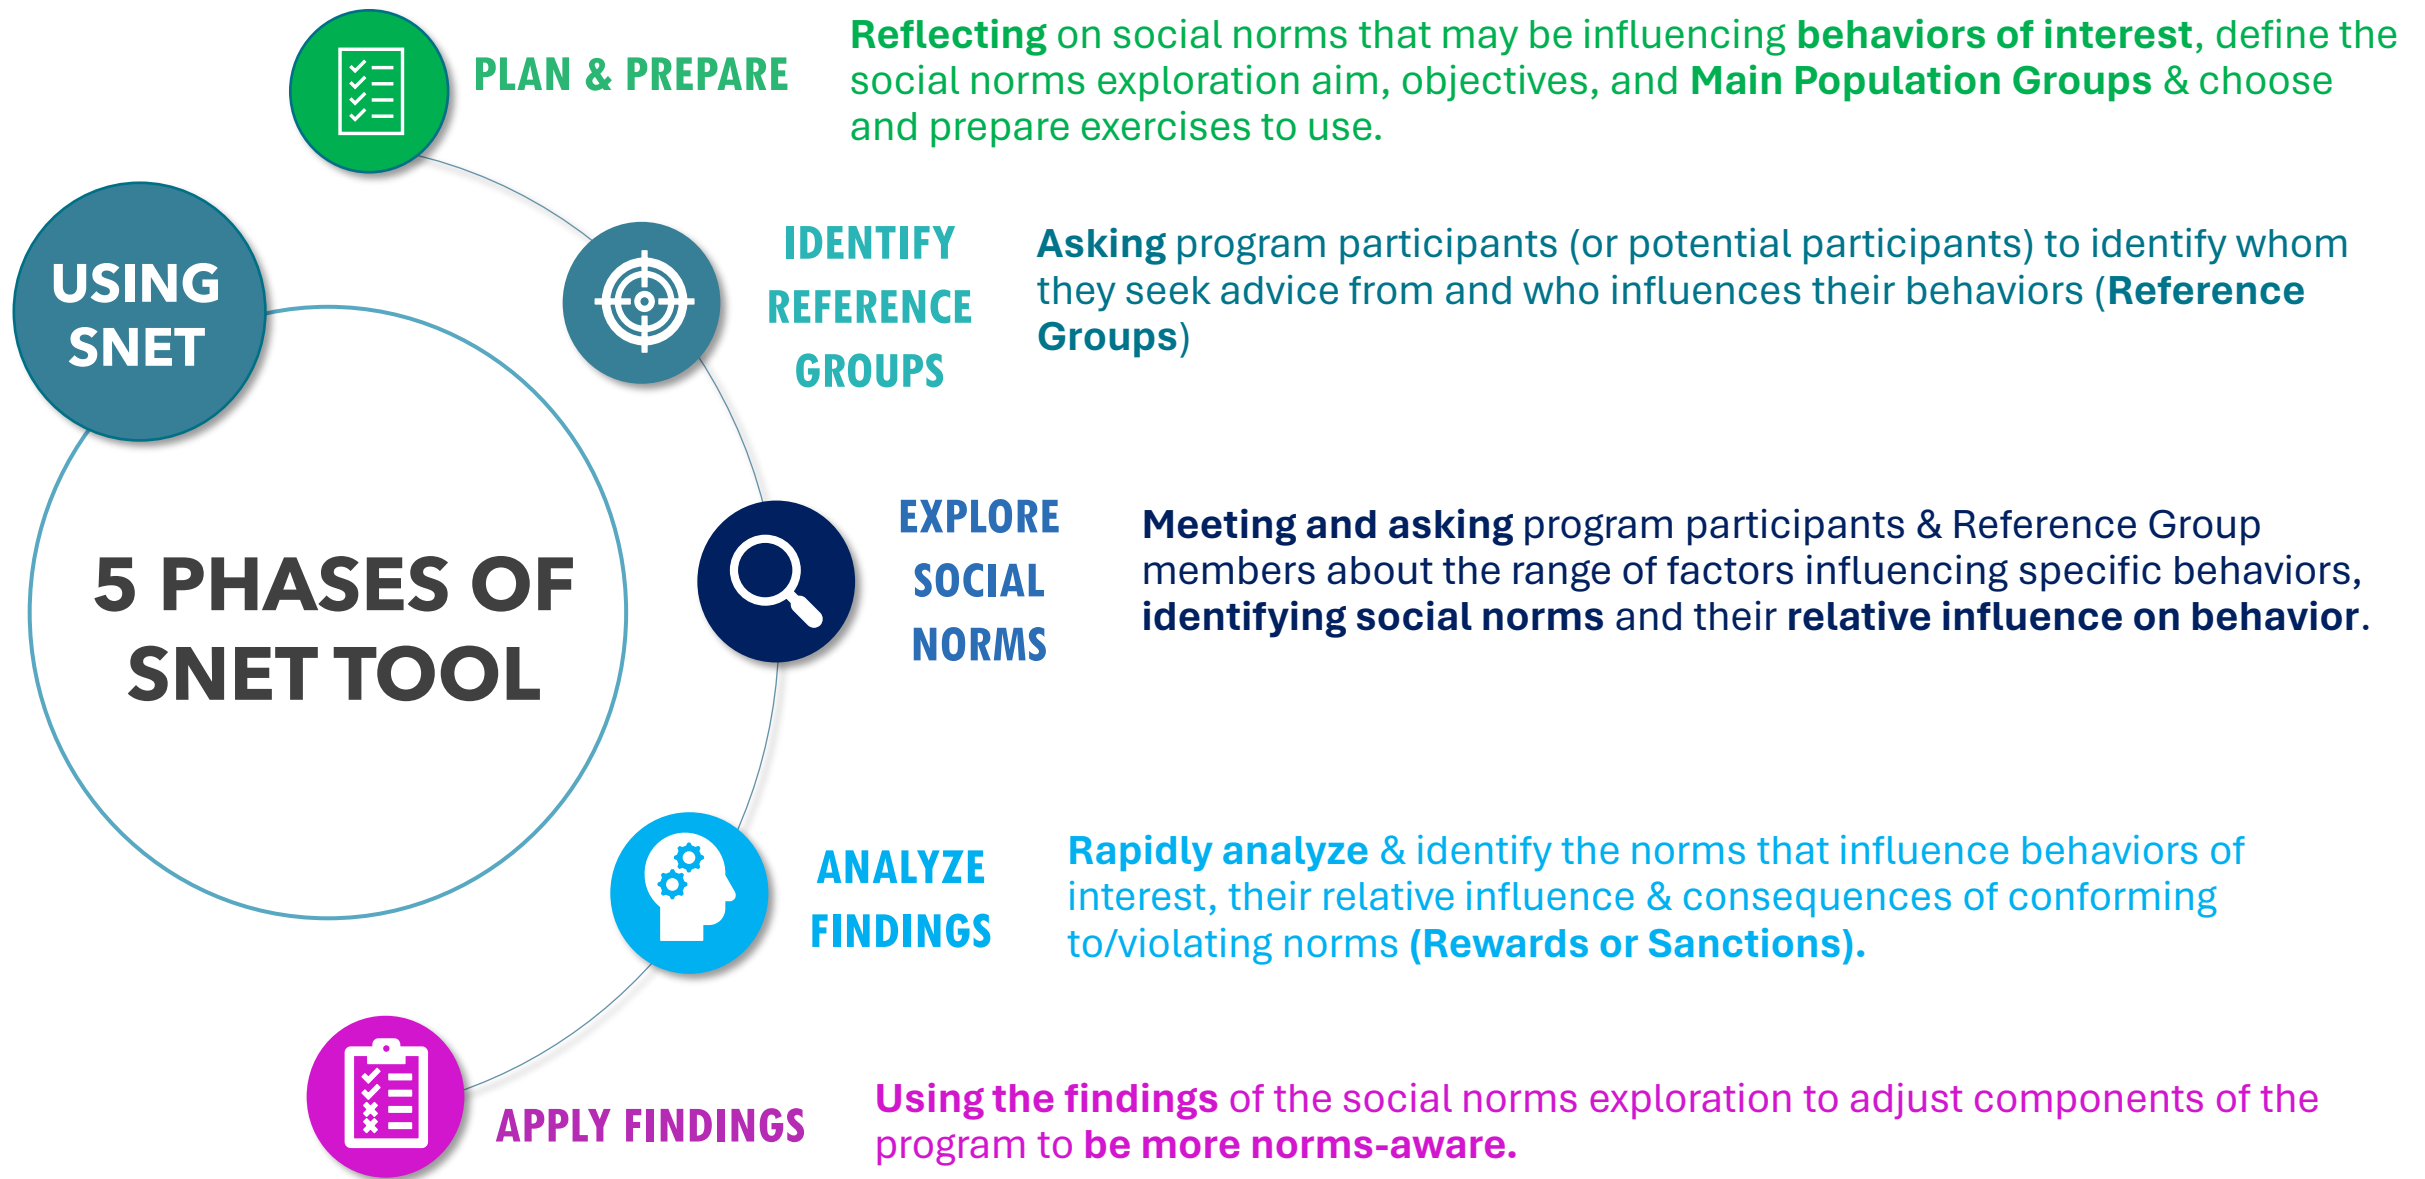 USING
SNET
5 PHASES OF
SNET TOOL
PLAN & PREPARE
Reflecting on social norms that may be influencing behaviors of interest, define the
social norms exploration aim, objectives, and Main Population Groups & choose
and prepare exercises to use.
IDENTIFY
REFERENCE
GROUPS
Asking program participants (or potential participants) to identify whom
they seek advice from and who influences their behaviors (Reference
Groups)
EXPLORE
SOCIAL
NORMS
Meeting and asking program participants & Reference Group
members about the range of factors influencing specific behaviors,
identifying social norms and their relative influence on behavior.
ANALYZE
FINDINGS
Rapidly analyze & identify the norms that influence behaviors of
interest, their relative influence & consequences of conforming
to/violating norms (Rewards or Sanctions).
APPLY FINDINGS
Using the findings of the social norms exploration to adjust components of the
program to be more norms-aware.